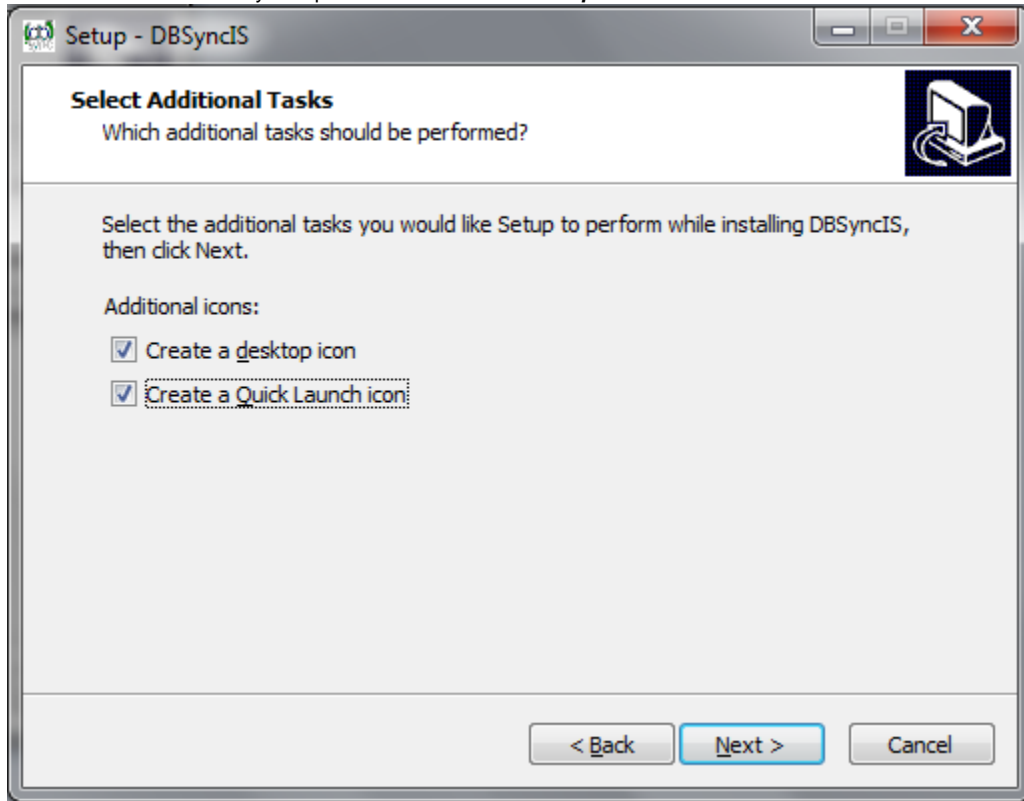 Setup - DBSyncIS
Select Additional Tasks
Which additional tasks should be performed?
Select the additional tasks you would like Setup to perform while installing DBSyncIS,
then click Next.
Additional icons:
Create a desktop icon
Create a Quick Launch icon
< Back Next > Cancel